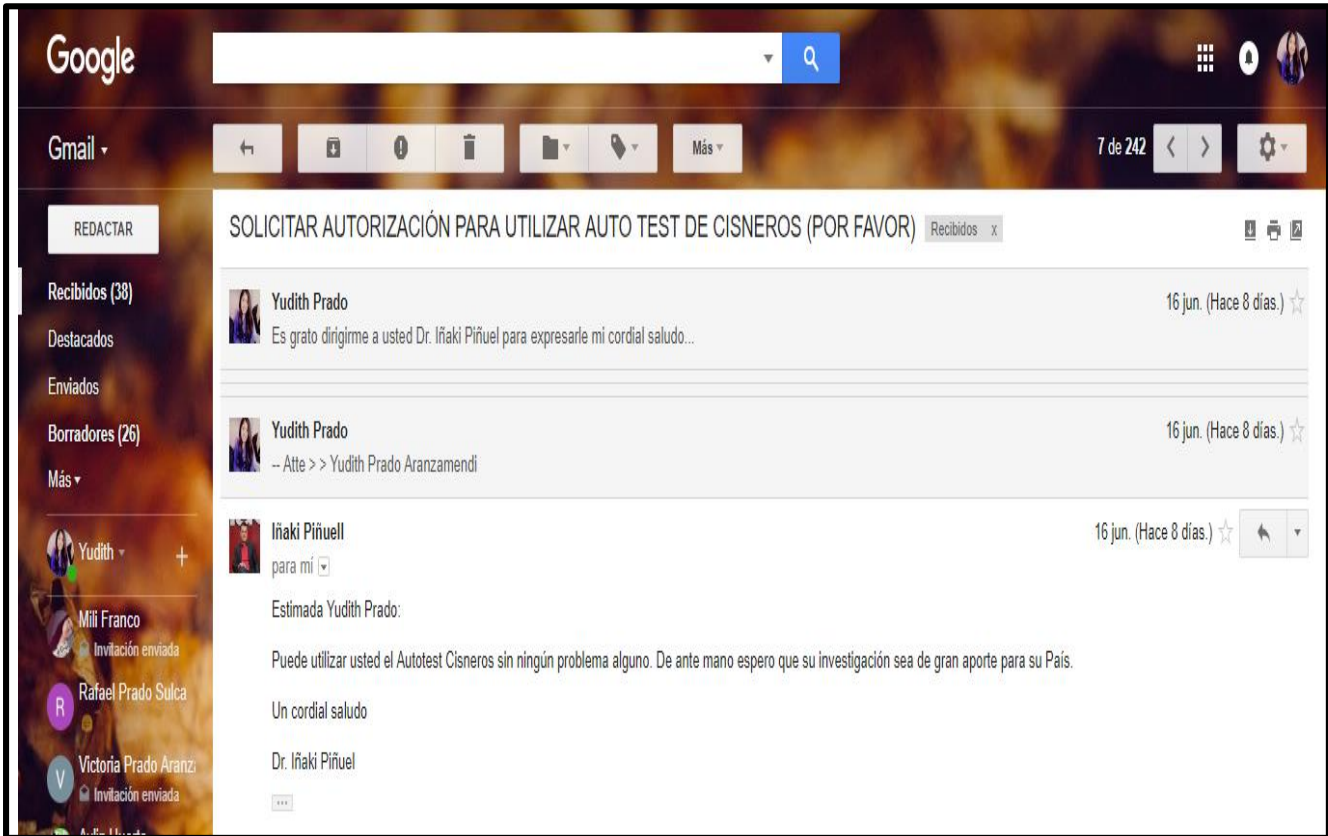 Google
Gmail
Más
7 de 242
REDACTAR
Recibidos (38)
Destacados
Enviados
Borradores (26)
Más
Yudith
+
Mili Franco
Invitación enviada
R
Rafael Prado Sulca
V
Victoria Prado Aranz
Invitación enviada
SOLICITAR AUTORIZACIÓN PARA UTILIZAR AUTO TEST DE CISNEROS (POR FAVOR) Recibidos x
Yudith Prado 16 jun. (Hace 8 días.)
Es grato dirigirme a usted Dr. Iñaki Piñuel para expresarle mi cordial saludo...
Yudith Prado 16 jun. (Hace 8 días.)
-- Atte > > Yudith Prado Aranzamendi
Iñaki Piñuell 16 jun. (Hace 8 días.)
para mí
Estimada Yudith Prado:
Puede utilizar usted el Autotest Cisneros sin ningún problema alguno. De ante mano espero que su investigación sea de gran aporte para su País.
Un cordial saludo
Dr. Iñaki Piñuel
...